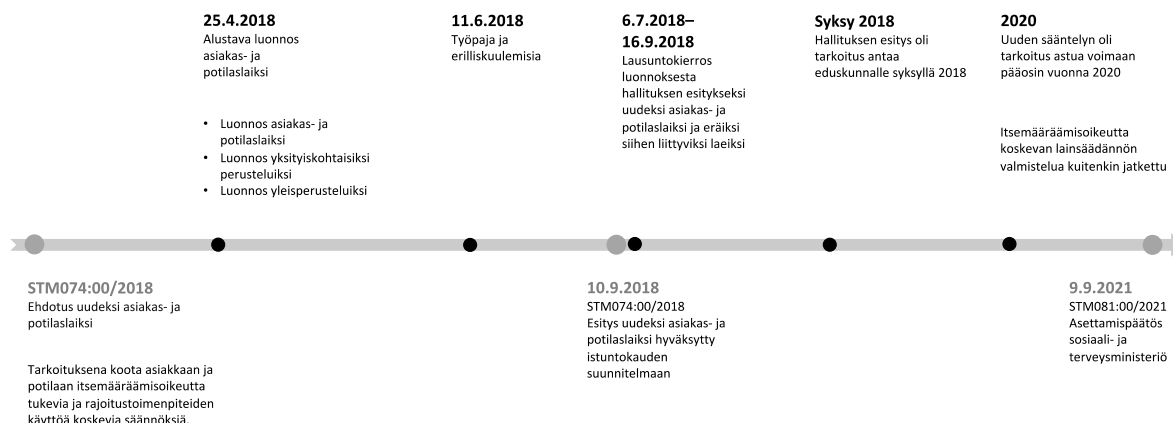 25.4.2018
Alustava luonnos
asiakas- ja
potilaslaiksi
• Luonnos asiakas- ja
potilaslaiksi
• Luonnos yksityiskohtaisiksi
perusteluiksi
• Luonnos yleisperusteluiksi
11.6.2018
Työpaja ja
erilliskuulemisia
6.7.2018–
16.9.2018
Lausuntokierros
luonnoksesta
hallituksen esitykseksi
uudeksi asiakas- ja
potilaslaiksi ja eräiksi
siihen liittyviksi laeiksi
Syksy 2018
Hallituksen esitys oli
tarkoitus antaa
eduskunnalle syksyllä 2018
2020
Uuden sääntelyn oli
tarkoitus astua voimaan
pääosin vuonna 2020
Itsemääräämisoikeutta
koskevan lainsäädännön
valmistelua kuitenkin jatkettu
STM074:00/2018
Ehdotus uudeksi asiakas- ja
potilaslaiksi
Tarkoituksena koota asiakkaan ja
potilaan itsemääräämisoikeutta
tukevia ja rajoitustoimenpiteiden
käyttöä koskevia säännöksiä.
10.9.2018
STM074:00/2018
Esitys uudeksi asiakas- ja
potilaslaiksi hyväksytty
istuntokauden
suunnitelmaan
9.9.2021
STM081:00/2021
Asettamispäätös
sosiaali- ja
terveysministeriö